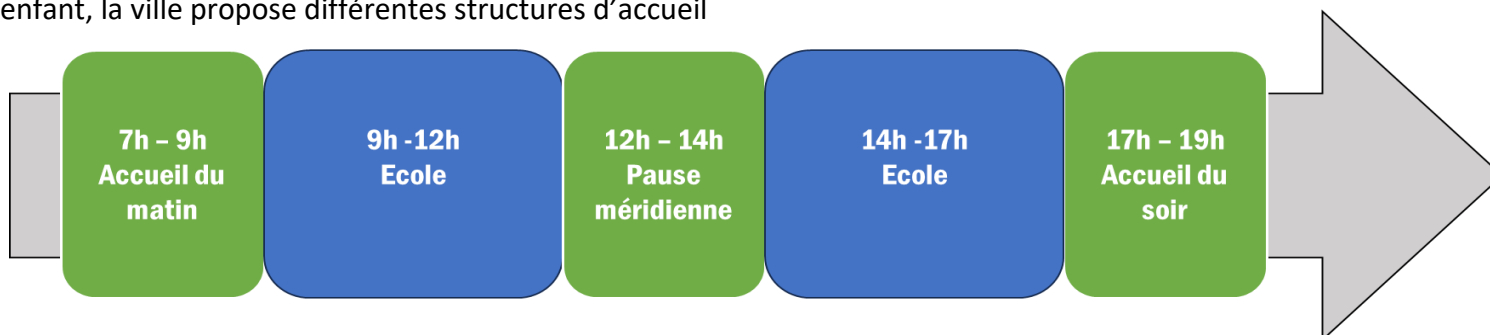 enfant, la ville propose différentes structures d’accueil
7h – 9h
Accueil du
matin
9h -12h
Ecole
12h – 14h
Pause
méridienne
14h -17h
Ecole
17h – 19h
Accueil du
soir